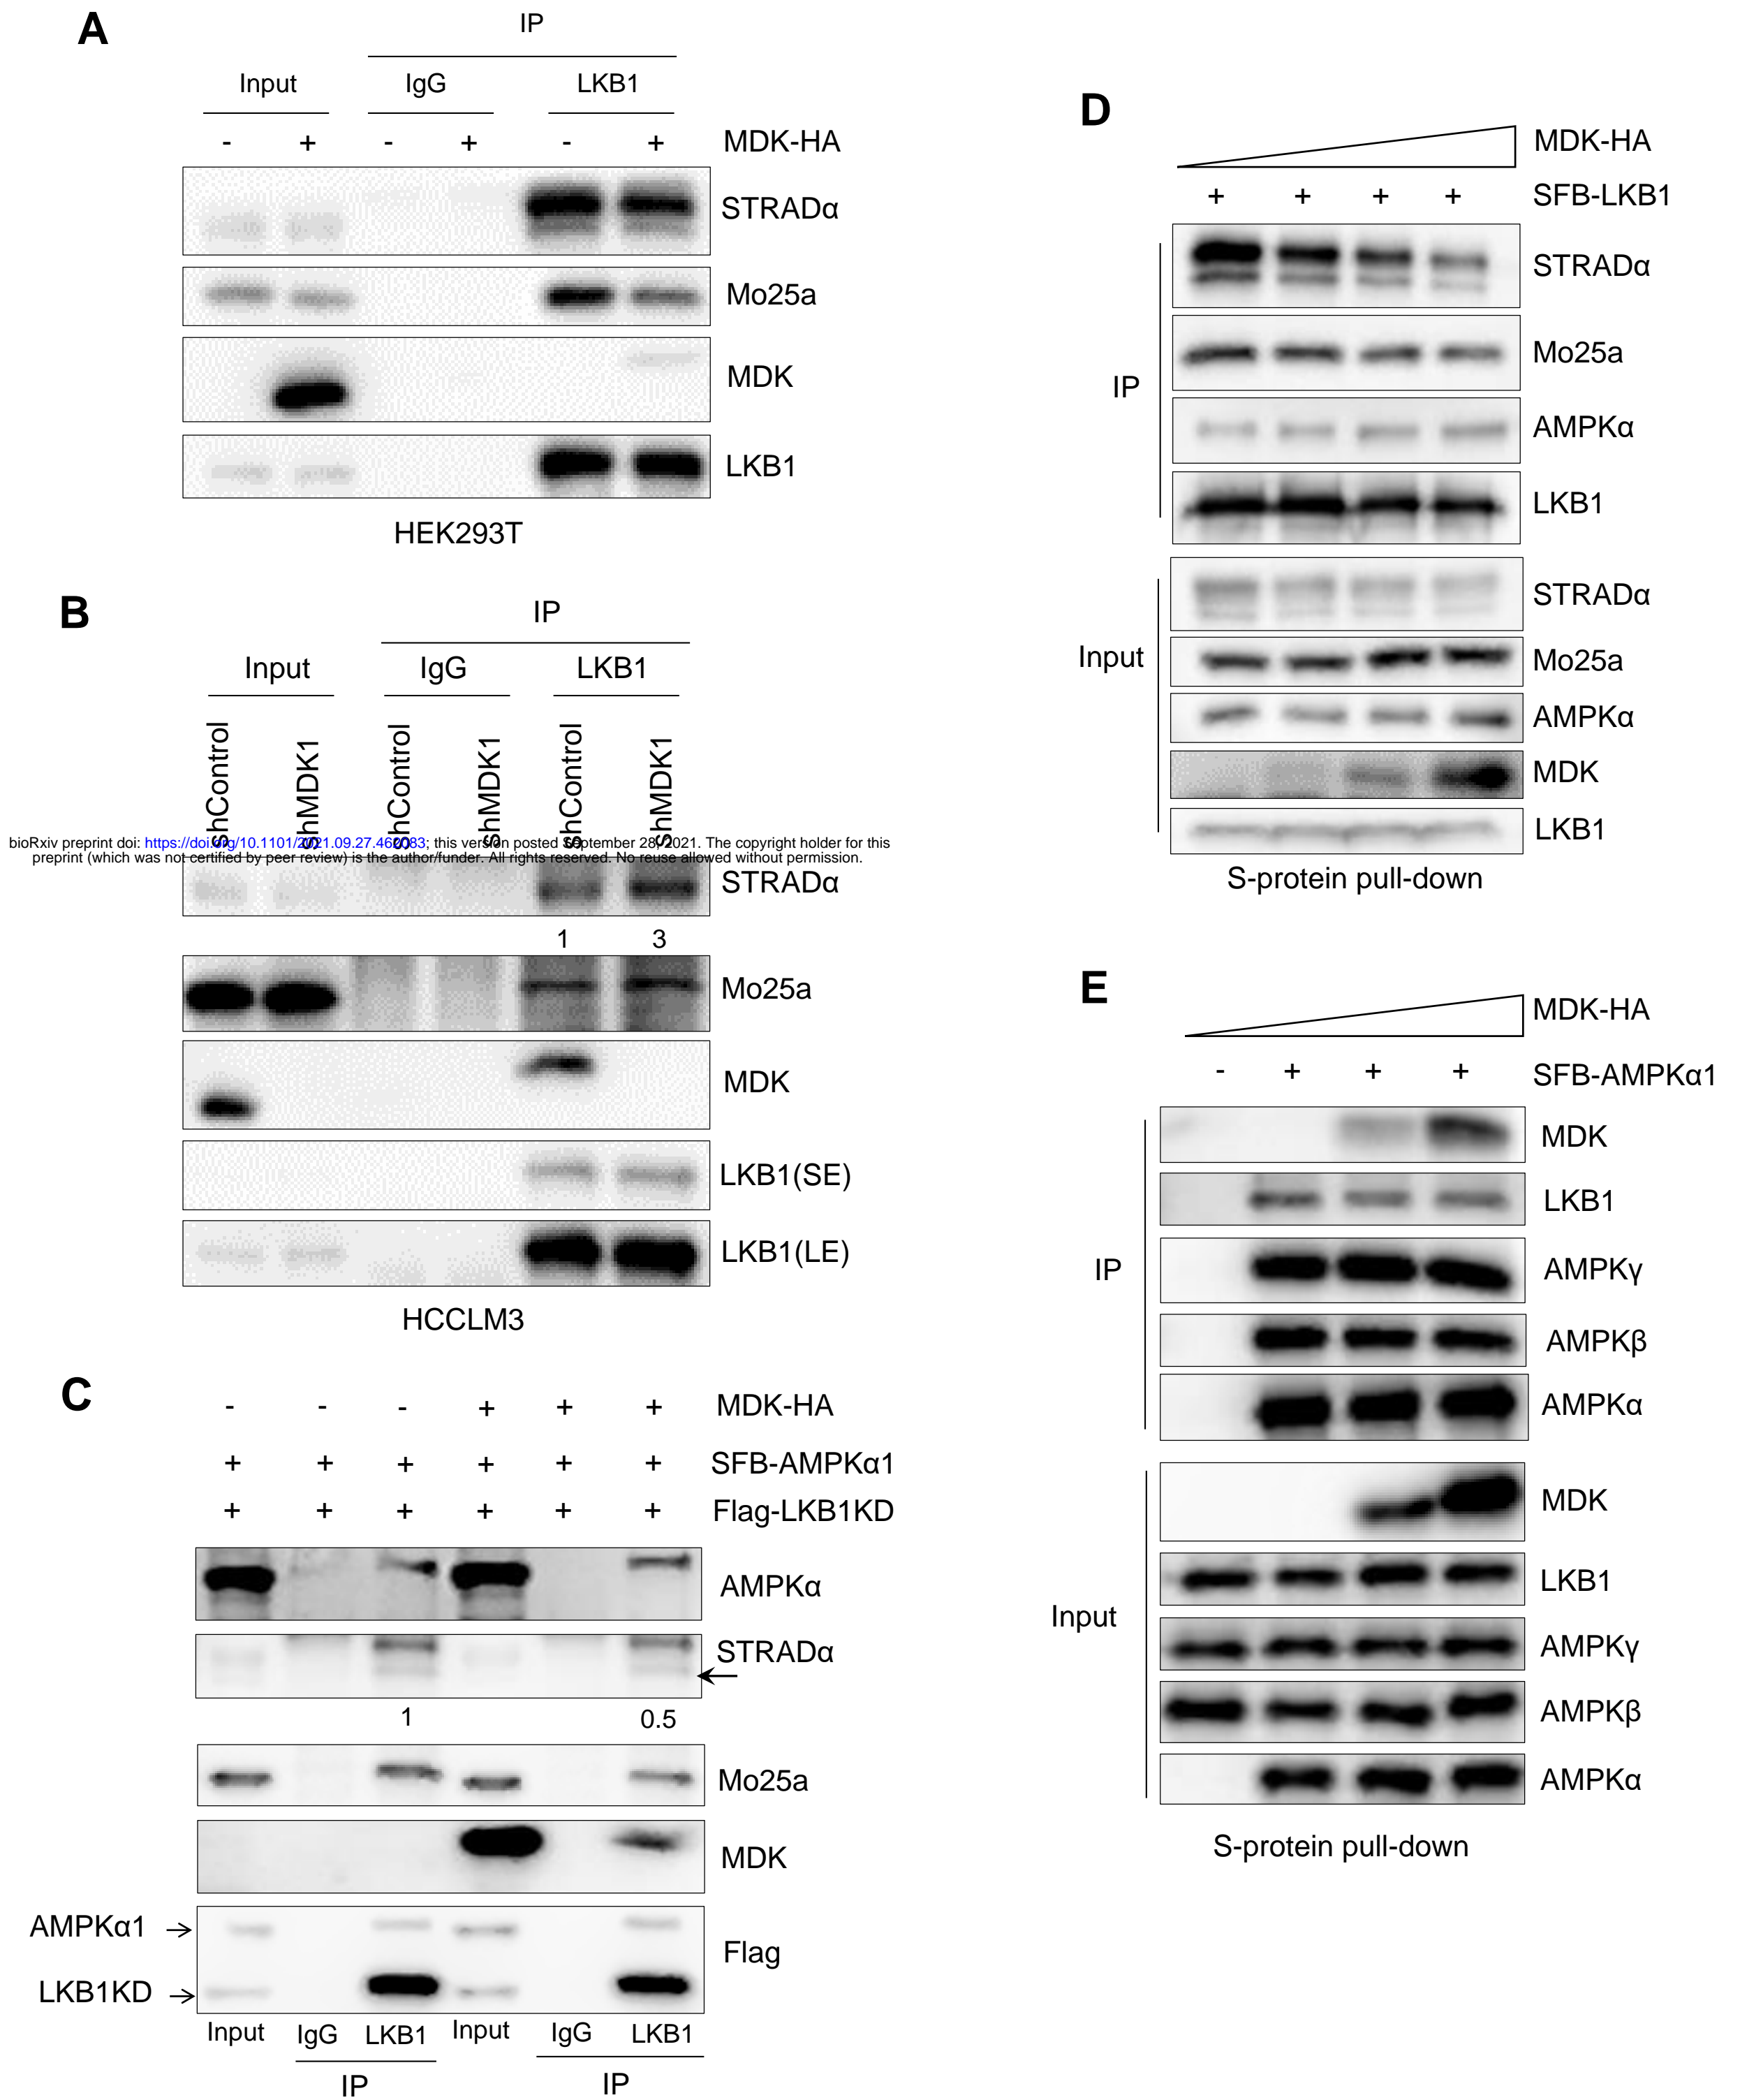 A
IP
Input IgG LKB1
- + - + - + MDK-HA
STRADα
Mo25a
MDK
LKB1
HEK293T
B
IP
Input IgG LKB1
shControl shMDK1 shControl shMDK1 shControl shMDK1
bioRxiv preprint doi: https://doi.org/10.1101/2021.09.27.462083; this version posted September 28, 2021. The copyright holder for this
preprint (which was not certified by peer review) is the author/funder. All rights reserved. No reuse allowed without permission.
STRADα
1 3
Mo25a
MDK
LKB1(SE)
LKB1(LE)
HCCLM3
C
- - - + + + MDK-HA
+ + + + + + SFB-AMPKα1
+ + + + + + Flag-LKB1KD
AMPKα
STRADα
1 0.5
Mo25a
MDK
AMPKα1
Flag
LKB1KD
Input IgG LKB1 Input IgG LKB1
IP IP
D
MDK-HA
+ + + + SFB-LKB1
IP
STRADα
Mo25a
AMPKα
LKB1
Input
STRADα
Mo25a
AMPKα
MDK
LKB1
S-protein pull-down
E
MDK-HA
- + + + SFB-AMPKα1
IP
MDK
LKB1
AMPKγ
AMPKβ
AMPKα
Input
MDK
LKB1
AMPKγ
AMPKβ
AMPKα
S-protein pull-down